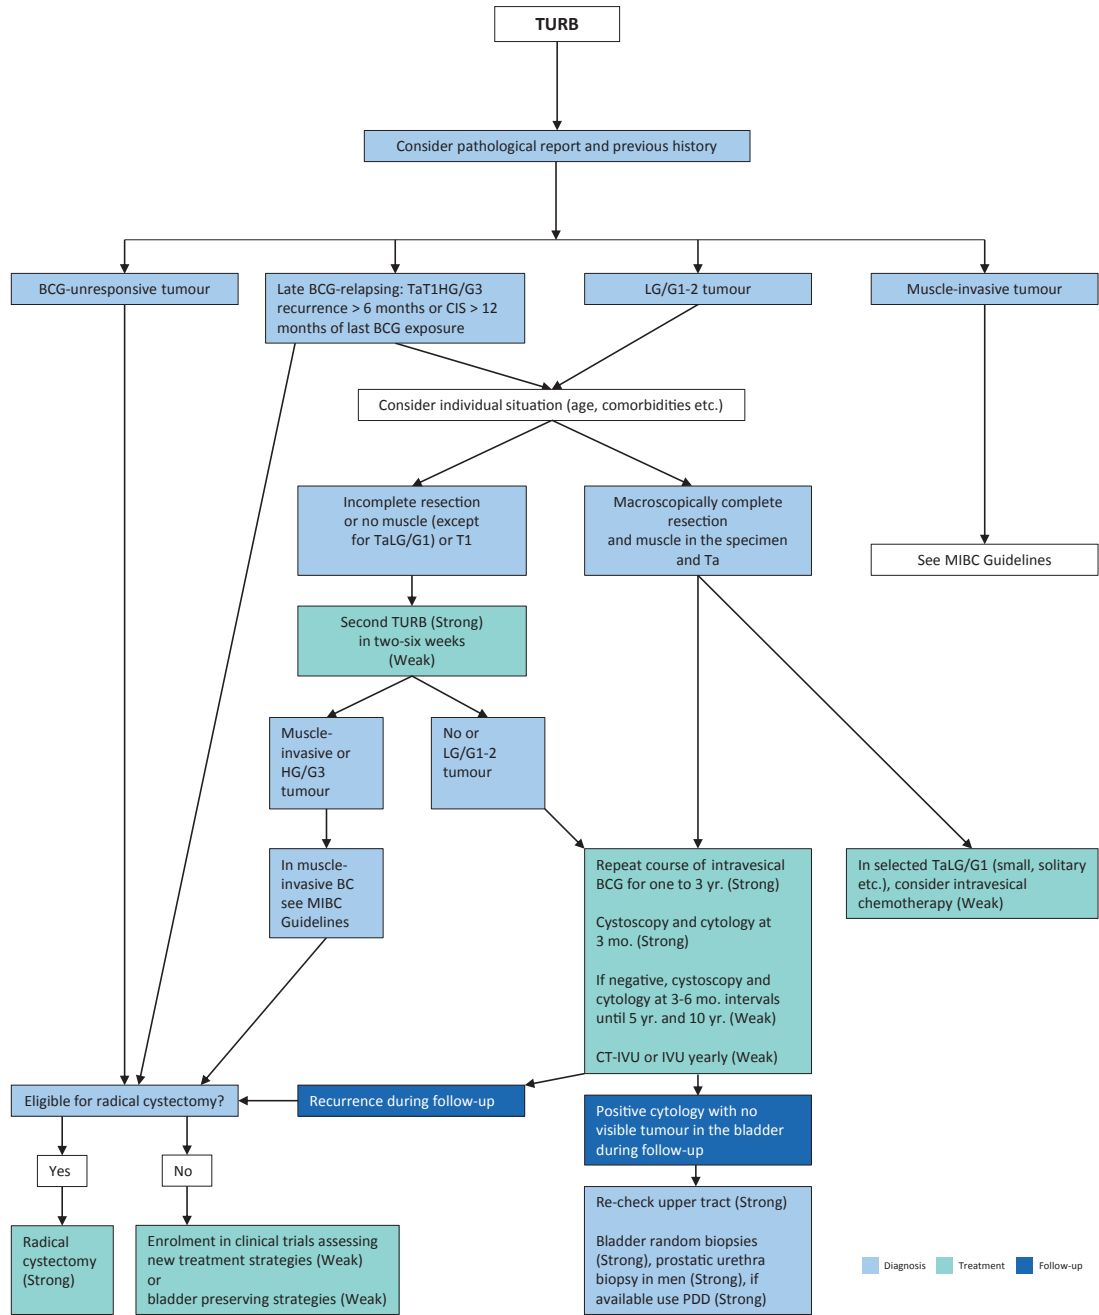 TURB
Consider pathological report and previous history
BCG-unresponsive tumour
Late BCG-relapsing: TaT1HG/G3
recurrence > 6 months or CIS > 12
months of last BCG exposure
LG/G1-2 tumour
Muscle-invasive tumour
Consider individual situation (age, comorbidities etc.)
Incomplete resection
or no muscle (except
for TaLG/G1) or T1
Macroscopically complete
resection
and muscle in the specimen
and Ta
See MIBC Guidelines
Second TURB (Strong)
in two-six weeks
(Weak)
Muscle-
invasive or
HG/G3
tumour
No or
LG/G1-2
tumour
In muscle-
invasive BC
see MIBC
Guidelines
Repeat course of intravesical
BCG for one to 3 yr. (Strong)
Cystoscopy and cytology at
3 mo. (Strong)
If negative, cystoscopy and
cytology at 3-6 mo. intervals
until 5 yr. and 10 yr. (Weak)
CT-IVU or IVU yearly (Weak)
In selected TaLG/G1 (small, solitary
etc.), consider intravesical
chemotherapy (Weak)
Eligible for radical cystectomy?
Recurrence during follow-up
Positive cytology with no
visible tumour in the bladder
during follow-up
Yes
No
Radical
cystectomy
(Strong)
Enrolment in clinical trials assessing
new treatment strategies (Weak)
or
bladder preserving strategies (Weak)
Re-check upper tract (Strong)
Bladder random biopsies
(Strong), prostatic urethra
biopsy in men (Strong), if
available use PDD (Strong)
Diagnosis
Treatment
Follow-up